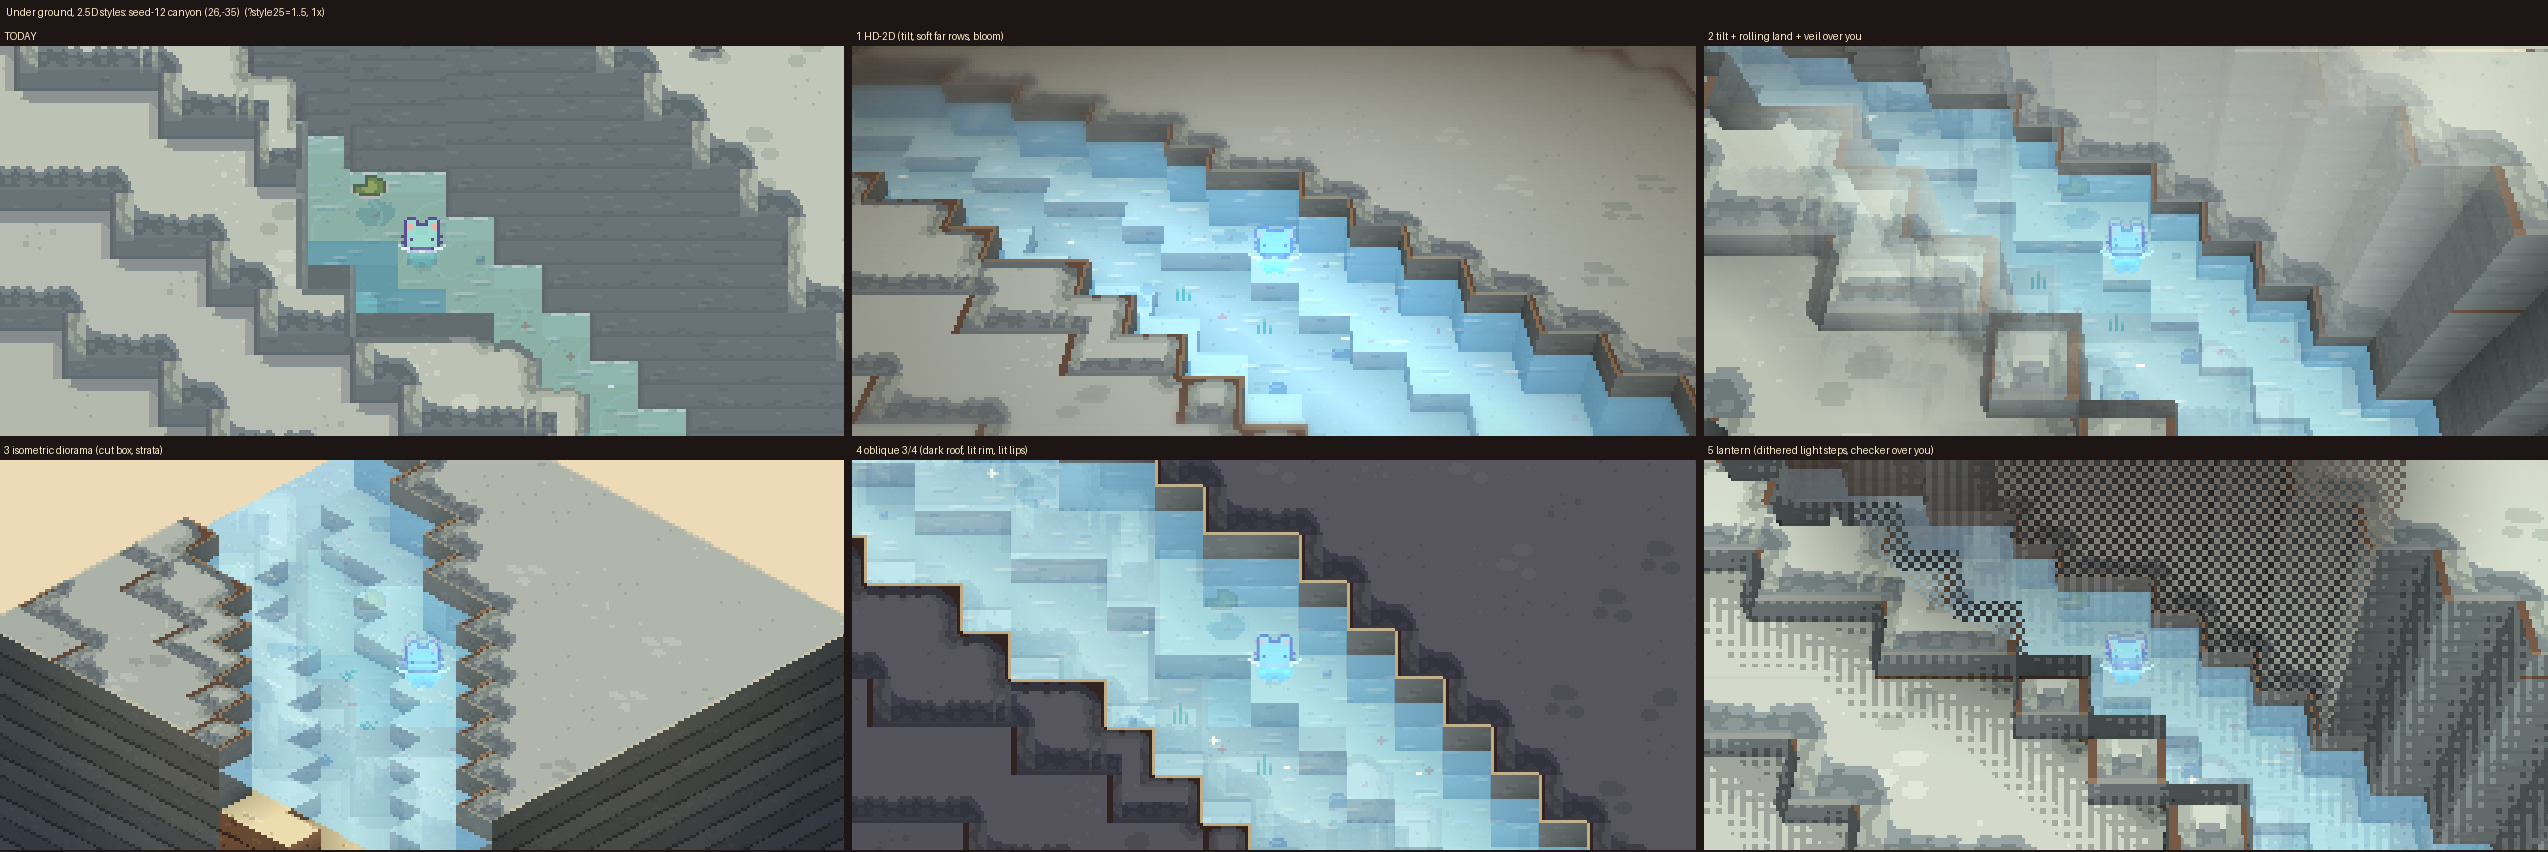 Under ground, 2.5D styles: seed-12 canyon (26,-35) (?style25=1..5, 1x)
TODAY
1 HD-2D (tilt, soft far rows, bloom)
2 tilt + rolling land + veil over you
3 isometric diorama (cut box, strata)
4 oblique 3/4 (dark roof, lit rim, lit lips)
5 lantern (dithered light steps, checker over you)